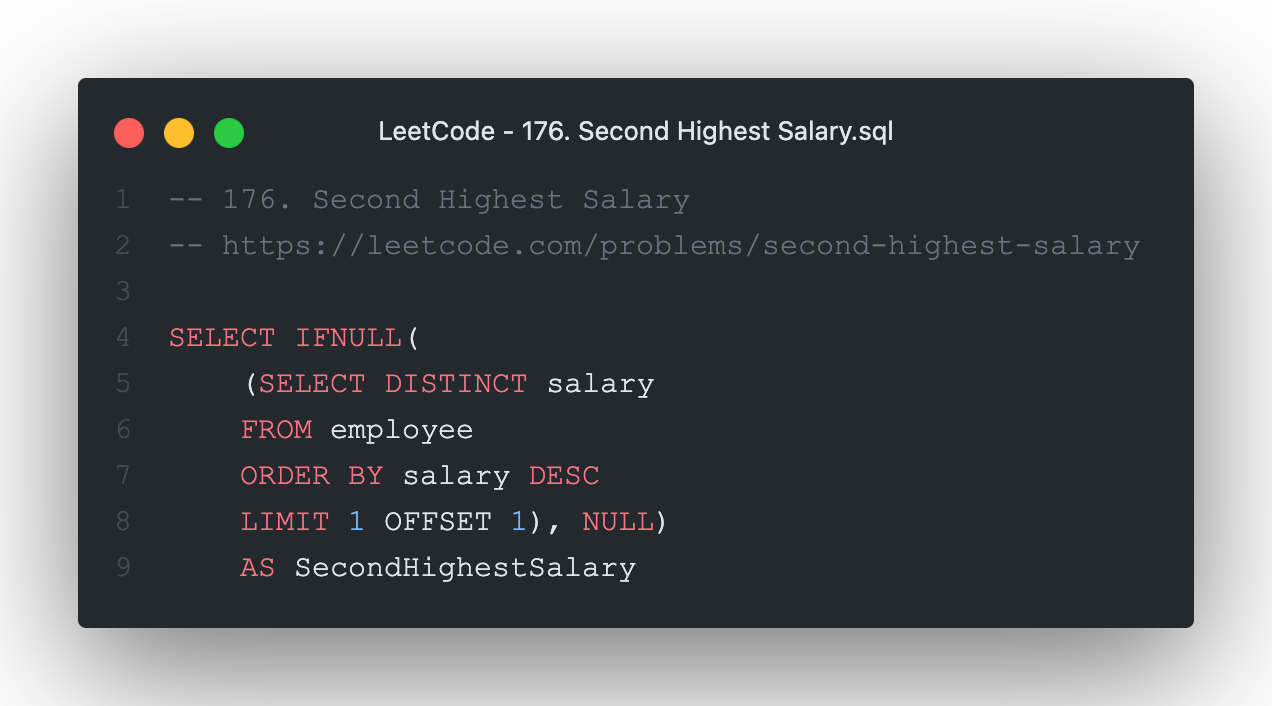 LeetCode - 176. Second Highest Salary.sql
1 -- 176. Second Highest Salary
2 -- https://leetcode.com/problems/second-highest-salary
3
4 SELECT IFNULL(
5     (SELECT DISTINCT salary
6     FROM employee
7     ORDER BY salary DESC
8     LIMIT 1 OFFSET 1), NULL)
9     AS SecondHighestSalary